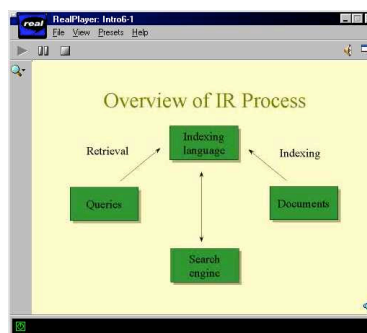 real
RealPlayer: Intro6-1
File View Presets Help
Overview of IR Process
Indexing
language
Retrieval
Indexing
Queries
Documents
Search
engine